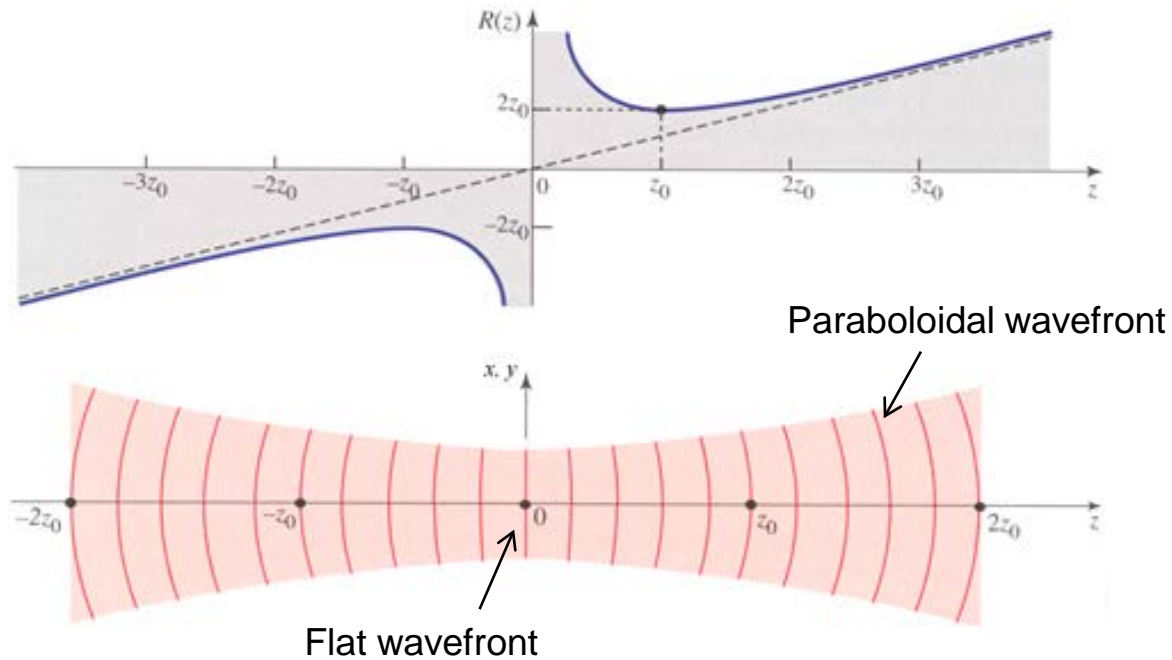 R(z)
2z₀
-3z₀ -2z₀ -z₀ 0 z₀ 2z₀ 3z₀ z
-2z₀
Paraboloidal wavefront
x, y
-2z₀ -z₀ 0 z₀ 2z₀ z
Flat wavefront